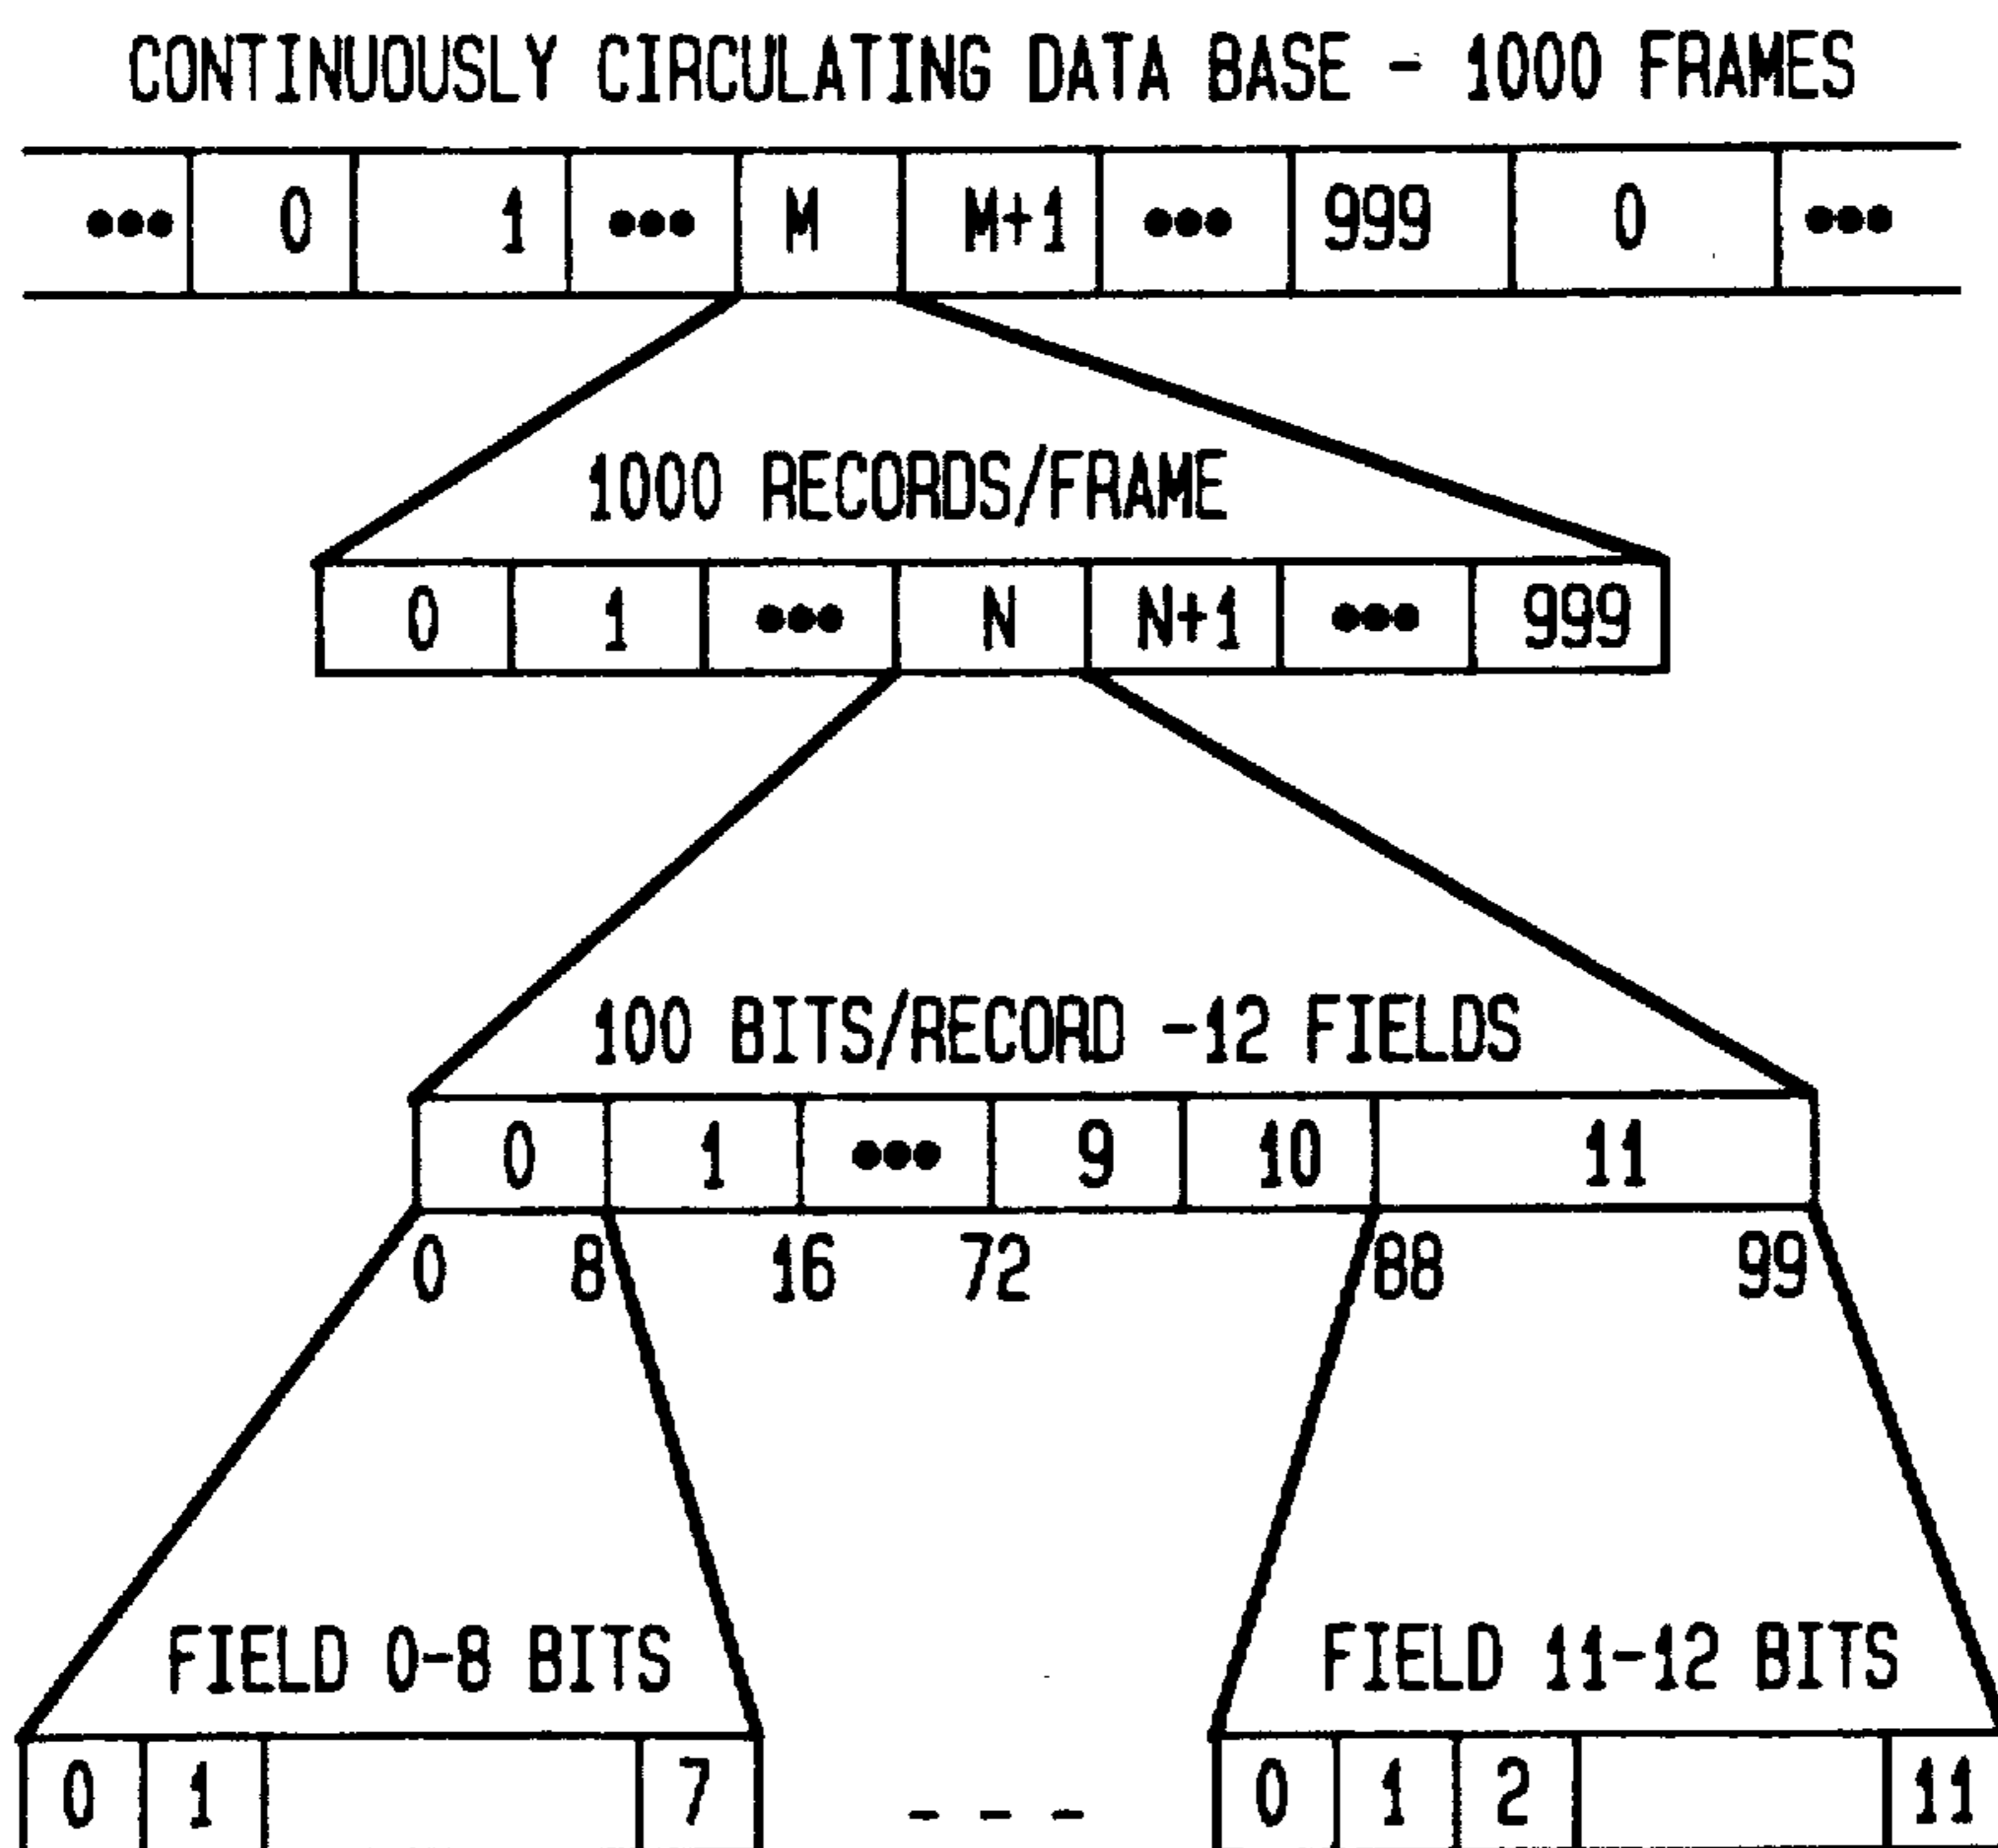 CONTINUOUSLY CIRCULATING DATA BASE - 1000 FRAMES
••• 0 1 ••• M M+1 ••• 999 0 •••
1000 RECORDS/FRAME
0 1 ••• N N+1 ••• 999
100 BITS/RECORD -12 FIELDS
0 1 ••• 9 10 11
0 8 16 72 88 99
FIELD 0-8 BITS FIELD 11-12 BITS
0 1 7 - - - 0 1 2 11